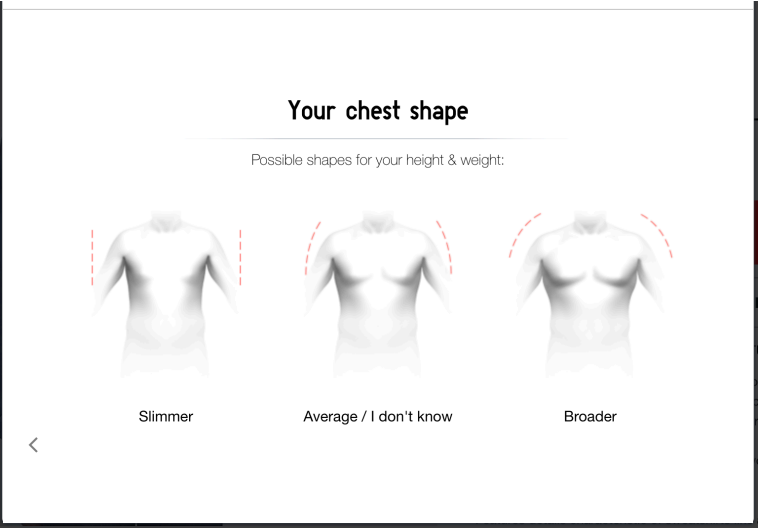 Your chest shape
Possible shapes for your height & weight:
Slimmer
Average / I don't know
Broader